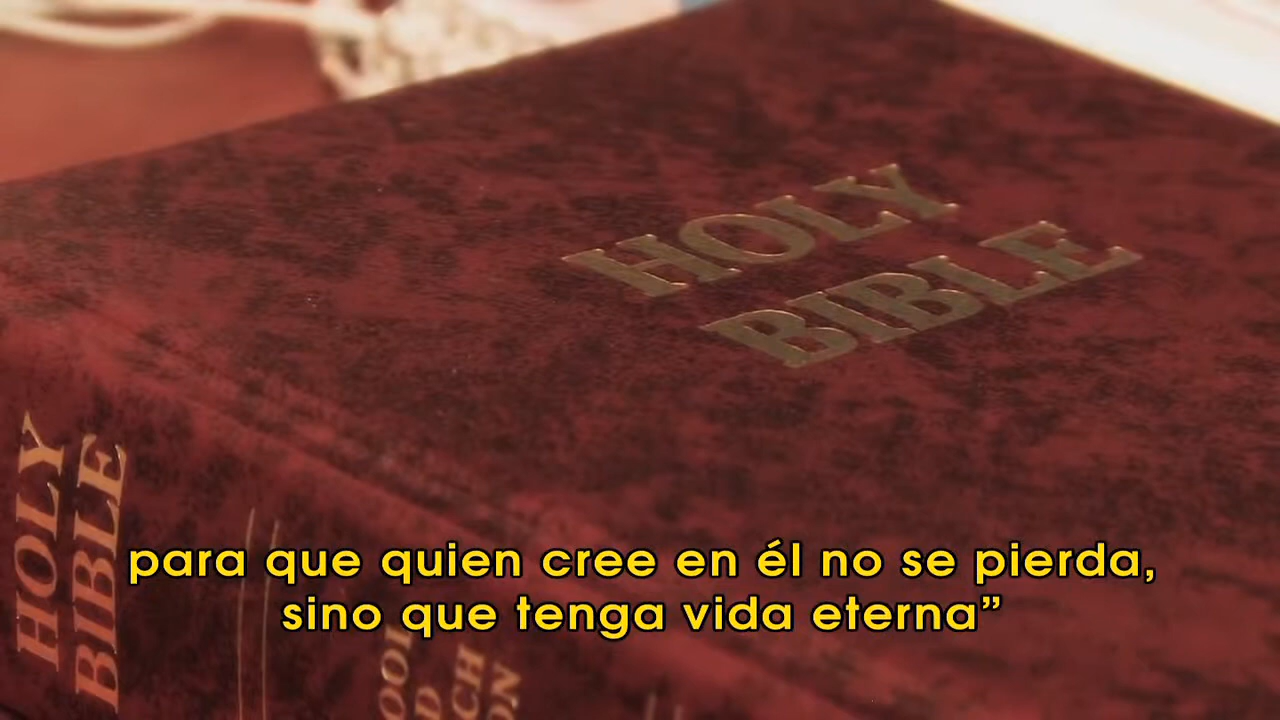 HOLY
BIBLE
HOLY
BIBLE
para que quien cree en él no se pierda,
sino que tenga vida eterna”